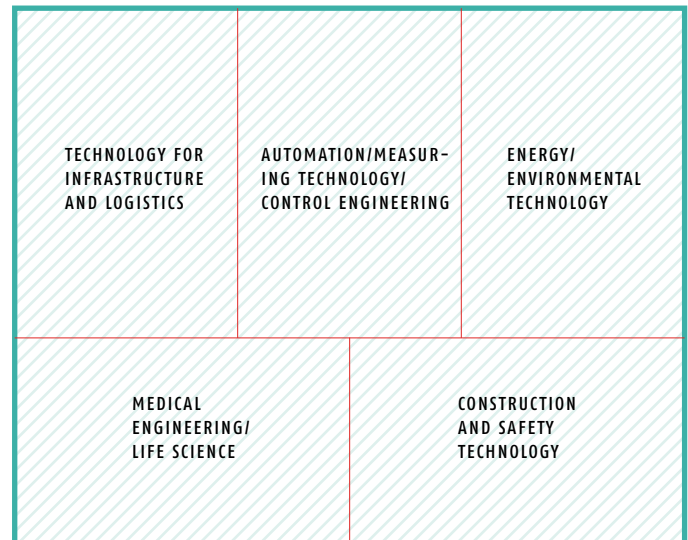 TECHNOLOGY FOR
INFRASTRUCTURE
AND LOGISTICS
AUTOMATION/MEASUR-
ING TECHNOLOGY/
CONTROL ENGINEERING
ENERGY/
ENVIRONMENTAL
TECHNOLOGY
MEDICAL
ENGINEERING/
LIFE SCIENCE
CONSTRUCTION
AND SAFETY
TECHNOLOGY